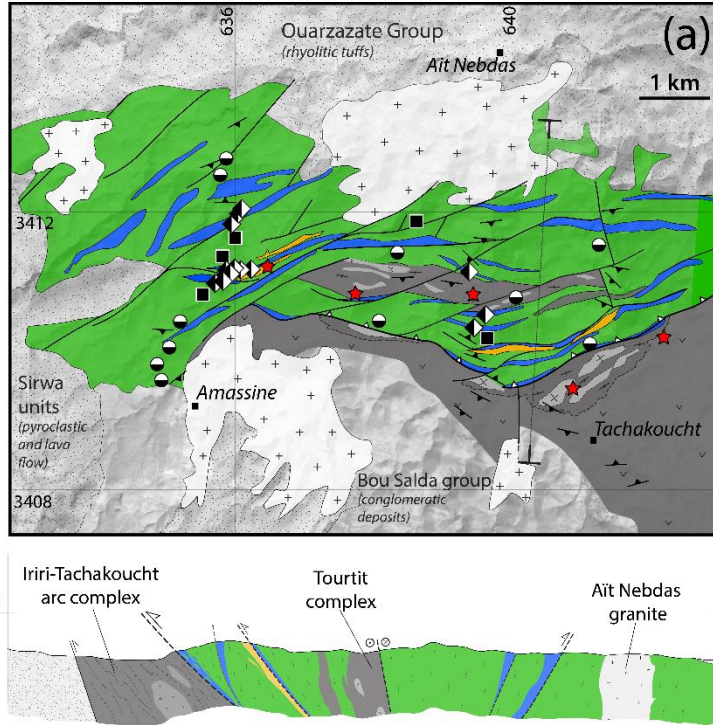 636
640
Ouarzazate Group
(rhyolitic tuffs)
(a)
Aït Nebdas
1 km
3412
Sirwa
units
(pyroclastic
and lava
flow)
Amassine
Tachakoucht
Bou Salda group
(conglomeratic
deposits)
3408
Iriri-Tachakoucht
arc complex
Tourtit
complex
Aït Nebdas
granite